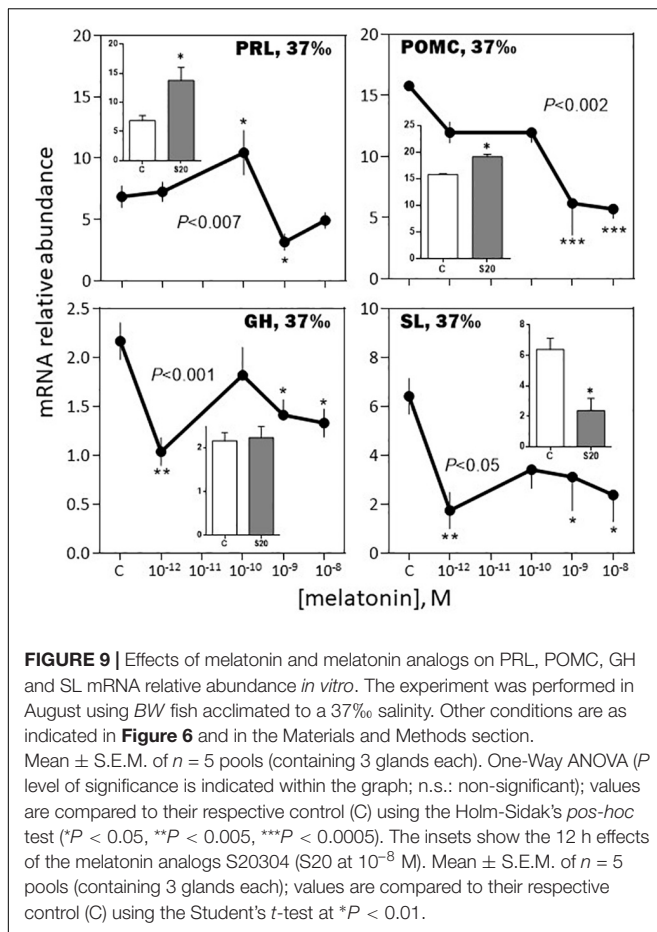 PRL, 37‰
POMC, 37‰
mRNA relative abundance
20
15
10
5
0
20
15
10
5
0
C
S20
*
P<0.007
*
*
20
15
10
5
0
25
20
15
10
5
0
C
S20
*
P<0.002
***
***
GH, 37‰
SL, 37‰
2.5
2.0
1.5
1.0
0.5
0.0
P<0.001
**
*
*
2
1
0
C
S20
10
8
6
4
2
0
8
6
4
2
0
C
S20
*
P<0.05
**
*
*
C
10-12
10-11
10-10
10-9
10-8
C
10-12
10-11
10-10
10-9
10-8
[melatonin], M
FIGURE 9 | Effects of melatonin and melatonin analogs on PRL, POMC, GH
and SL mRNA relative abundance in vitro. The experiment was performed in
August using BW fish acclimated to a 37‰ salinity. Other conditions are as
indicated in Figure 6 and in the Materials and Methods section.
Mean ± S.E.M. of n = 5 pools (containing 3 glands each). One-Way ANOVA (P
level of significance is indicated within the graph; n.s.: non-significant); values
are compared to their respective control (C) using the Holm-Sidak's pos-hoc
test (*P < 0.05, **P < 0.005, ***P < 0.0005). The insets show the 12 h effects
of the melatonin analogs S20304 (S20 at 10−8 M). Mean ± S.E.M. of n = 5
pools (containing 3 glands each); values are compared to their respective
control (C) using the Student's t-test at *P < 0.01.